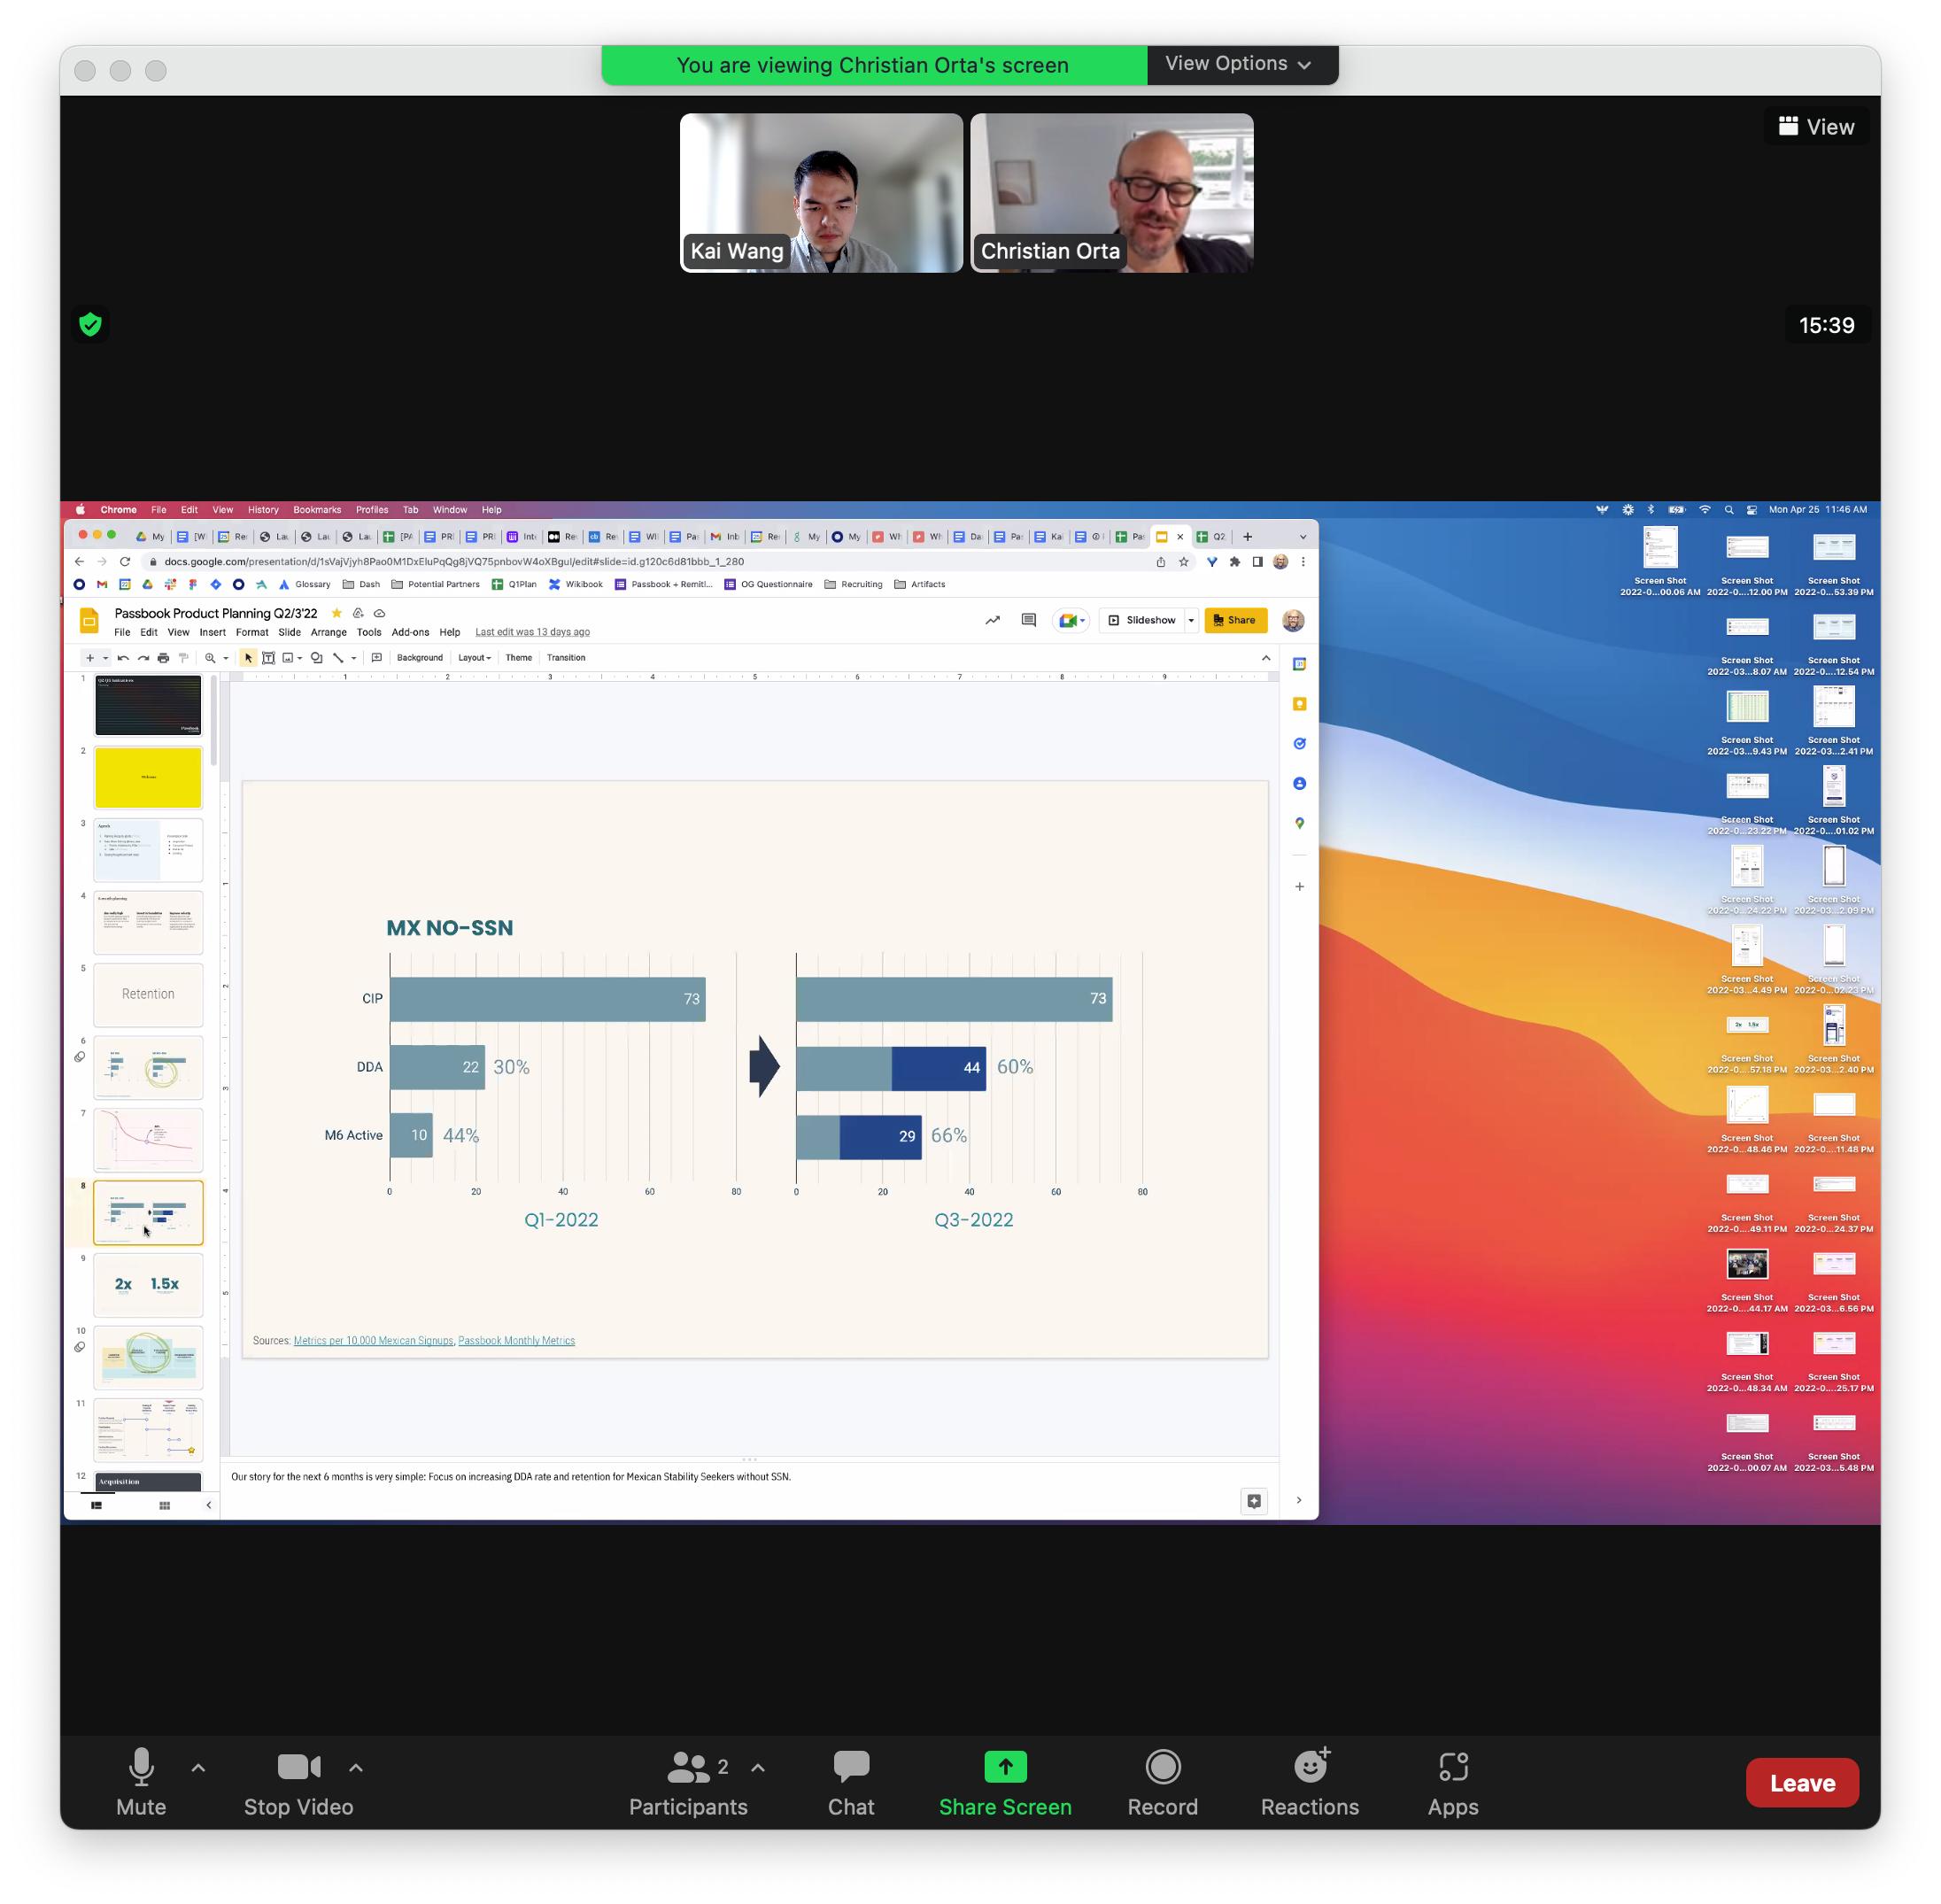 You are viewing Christian Orta's screen
View Options
View
Kai Wang
Christian Orta
15:39
Chrome File Edit View History Bookmarks Profiles Tab Window Help
Mon Apr 25 11:46 AM
docs.google.com/presentation/d/1sVajVjyh8Pao0M1DxEluPqQg8jVQ75pnbovW4oXBguI/edit#slide=id.g120c6d81bbb_1_280
Glossary Dash Potential Partners Q1Plan Wikibook Passbook + Remitl... OG Questionnaire Recruiting Artifacts
Passbook Product Planning Q2/3'22
File Edit View Insert Format Slide Arrange Tools Add-ons Help Last edit was 13 days ago
Slideshow
Share
Background Layout Theme Transition
1
2
3
Agenda
4
5
Retention
6
7
8
9
2x 1.5x
10
11
12
Acquisition
MX NO-SSN
CIP 73
DDA 22 30%
M6 Active 10 44%
0 20 40 60 80
Q1-2022
73
44 60%
29 66%
0 20 40 60 80
Q3-2022
Sources: Metrics per 10,000 Mexican Signups, Passbook Monthly Metrics
Our story for the next 6 months is very simple: Focus on increasing DDA rate and retention for Mexican Stability Seekers without SSN.
Screen Shot Screen Shot Screen Shot
2022-0...00.06 AM 2022-0...12.00 PM 2022-0...53.39 PM
Screen Shot Screen Shot
2022-03...8.07 AM 2022-0....12.54 PM
Screen Shot Screen Shot
2022-03...9.43 PM 2022-03...2.41 PM
Screen Shot Screen Shot
2022-0...23.22 PM 2022-0....01.02 PM
Screen Shot Screen Shot
2022-0...24.22 PM 2022-03...2.09 PM
Screen Shot Screen Shot
2022-03...4.49 PM 2022-0...02.23 PM
Screen Shot Screen Shot
2022-0....57.18 PM 2022-03...2.40 PM
Screen Shot Screen Shot
2022-0...48.46 PM 2022-0....11.48 PM
Screen Shot Screen Shot
2022-0....49.11 PM 2022-0...24.37 PM
Screen Shot Screen Shot
2022-0....44.17 AM 2022-03...6.56 PM
Screen Shot Screen Shot
2022-0...48.34 AM 2022-0....25.17 PM
Screen Shot Screen Shot
2022-0...00.07 AM 2022-03...5.48 PM
Mute
Stop Video
2
Participants
Chat
Share Screen
Record
Reactions
Apps
Leave